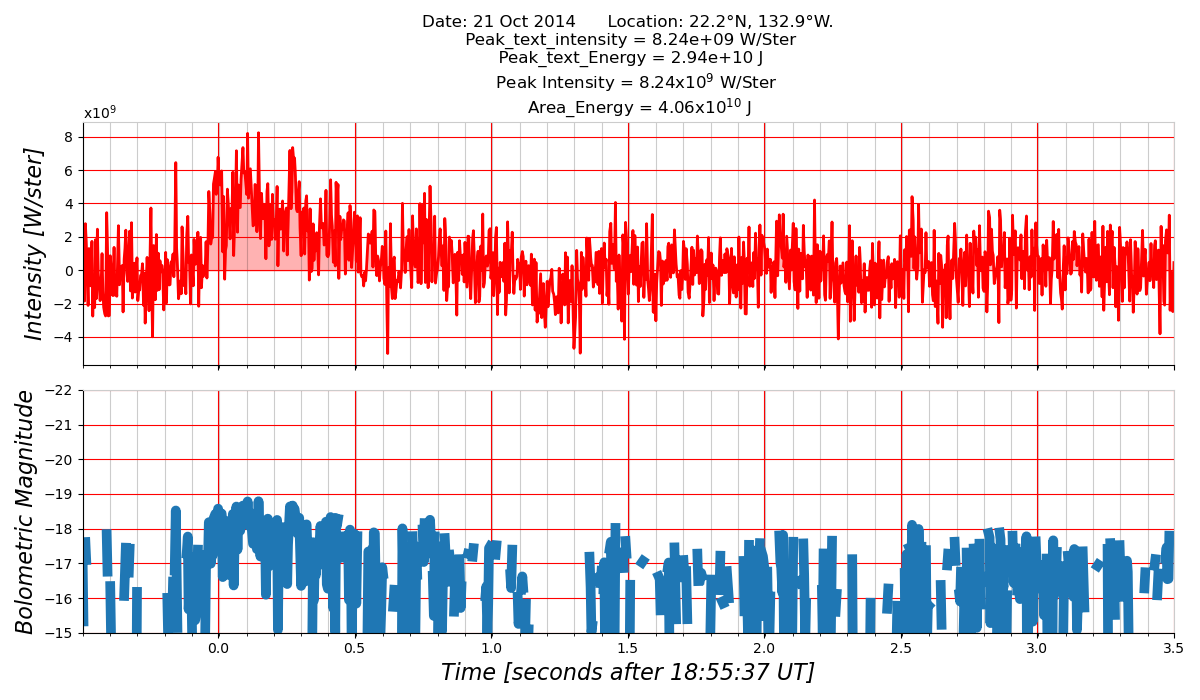 Date: 21 Oct 2014      Location: 22.2°N, 132.9°W.
Peak_text_intensity = 8.24e+09 W/Ster
Peak_text_Energy = 2.94e+10 J
Peak Intensity = 8.24x10⁹ W/Ster
Area_Energy = 4.06x10¹⁰ J
x10⁹
8
6
4
2
0
−2
−4
Intensity [W/ster]
−22
−21
−20
−19
−18
−17
−16
−15
Bolometric Magnitude
0.0 0.5 1.0 1.5 2.0 2.5 3.0 3.5
Time [seconds after 18:55:37 UT]